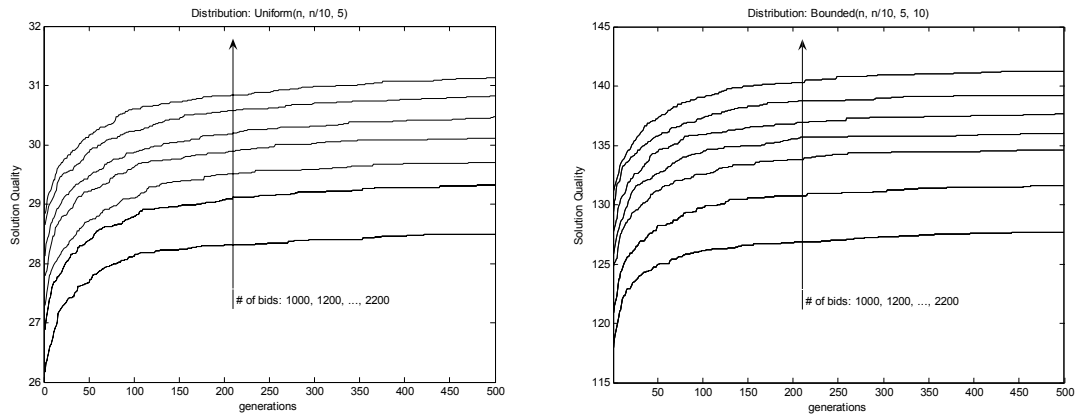 Distribution: Uniform(n, n/10, 5)
32
31
30
29
28
27
26
Solution Quality
# of bids: 1000, 1200, ..., 2200
0 50 100 150 200 250 300 350 400 450 500
generations
Distribution: Bounded(n, n/10, 5, 10)
145
140
135
130
125
120
115
Solution Quality
# of bids: 1000, 1200, ..., 2200
50 100 150 200 250 300 350 400 450 500
generations